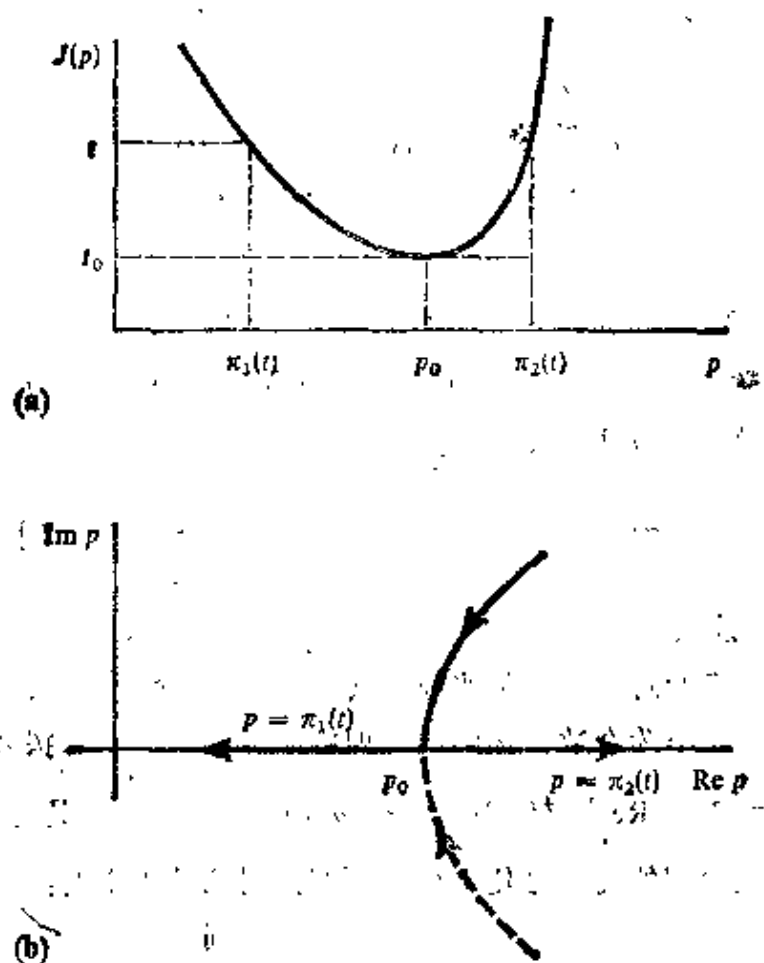 J(p)
t
t₀
π₁(t) p₀ π₂(t) p
(a)
Im p
p = π₁(t)
p₀ p = π₂(t) Re p
(b)